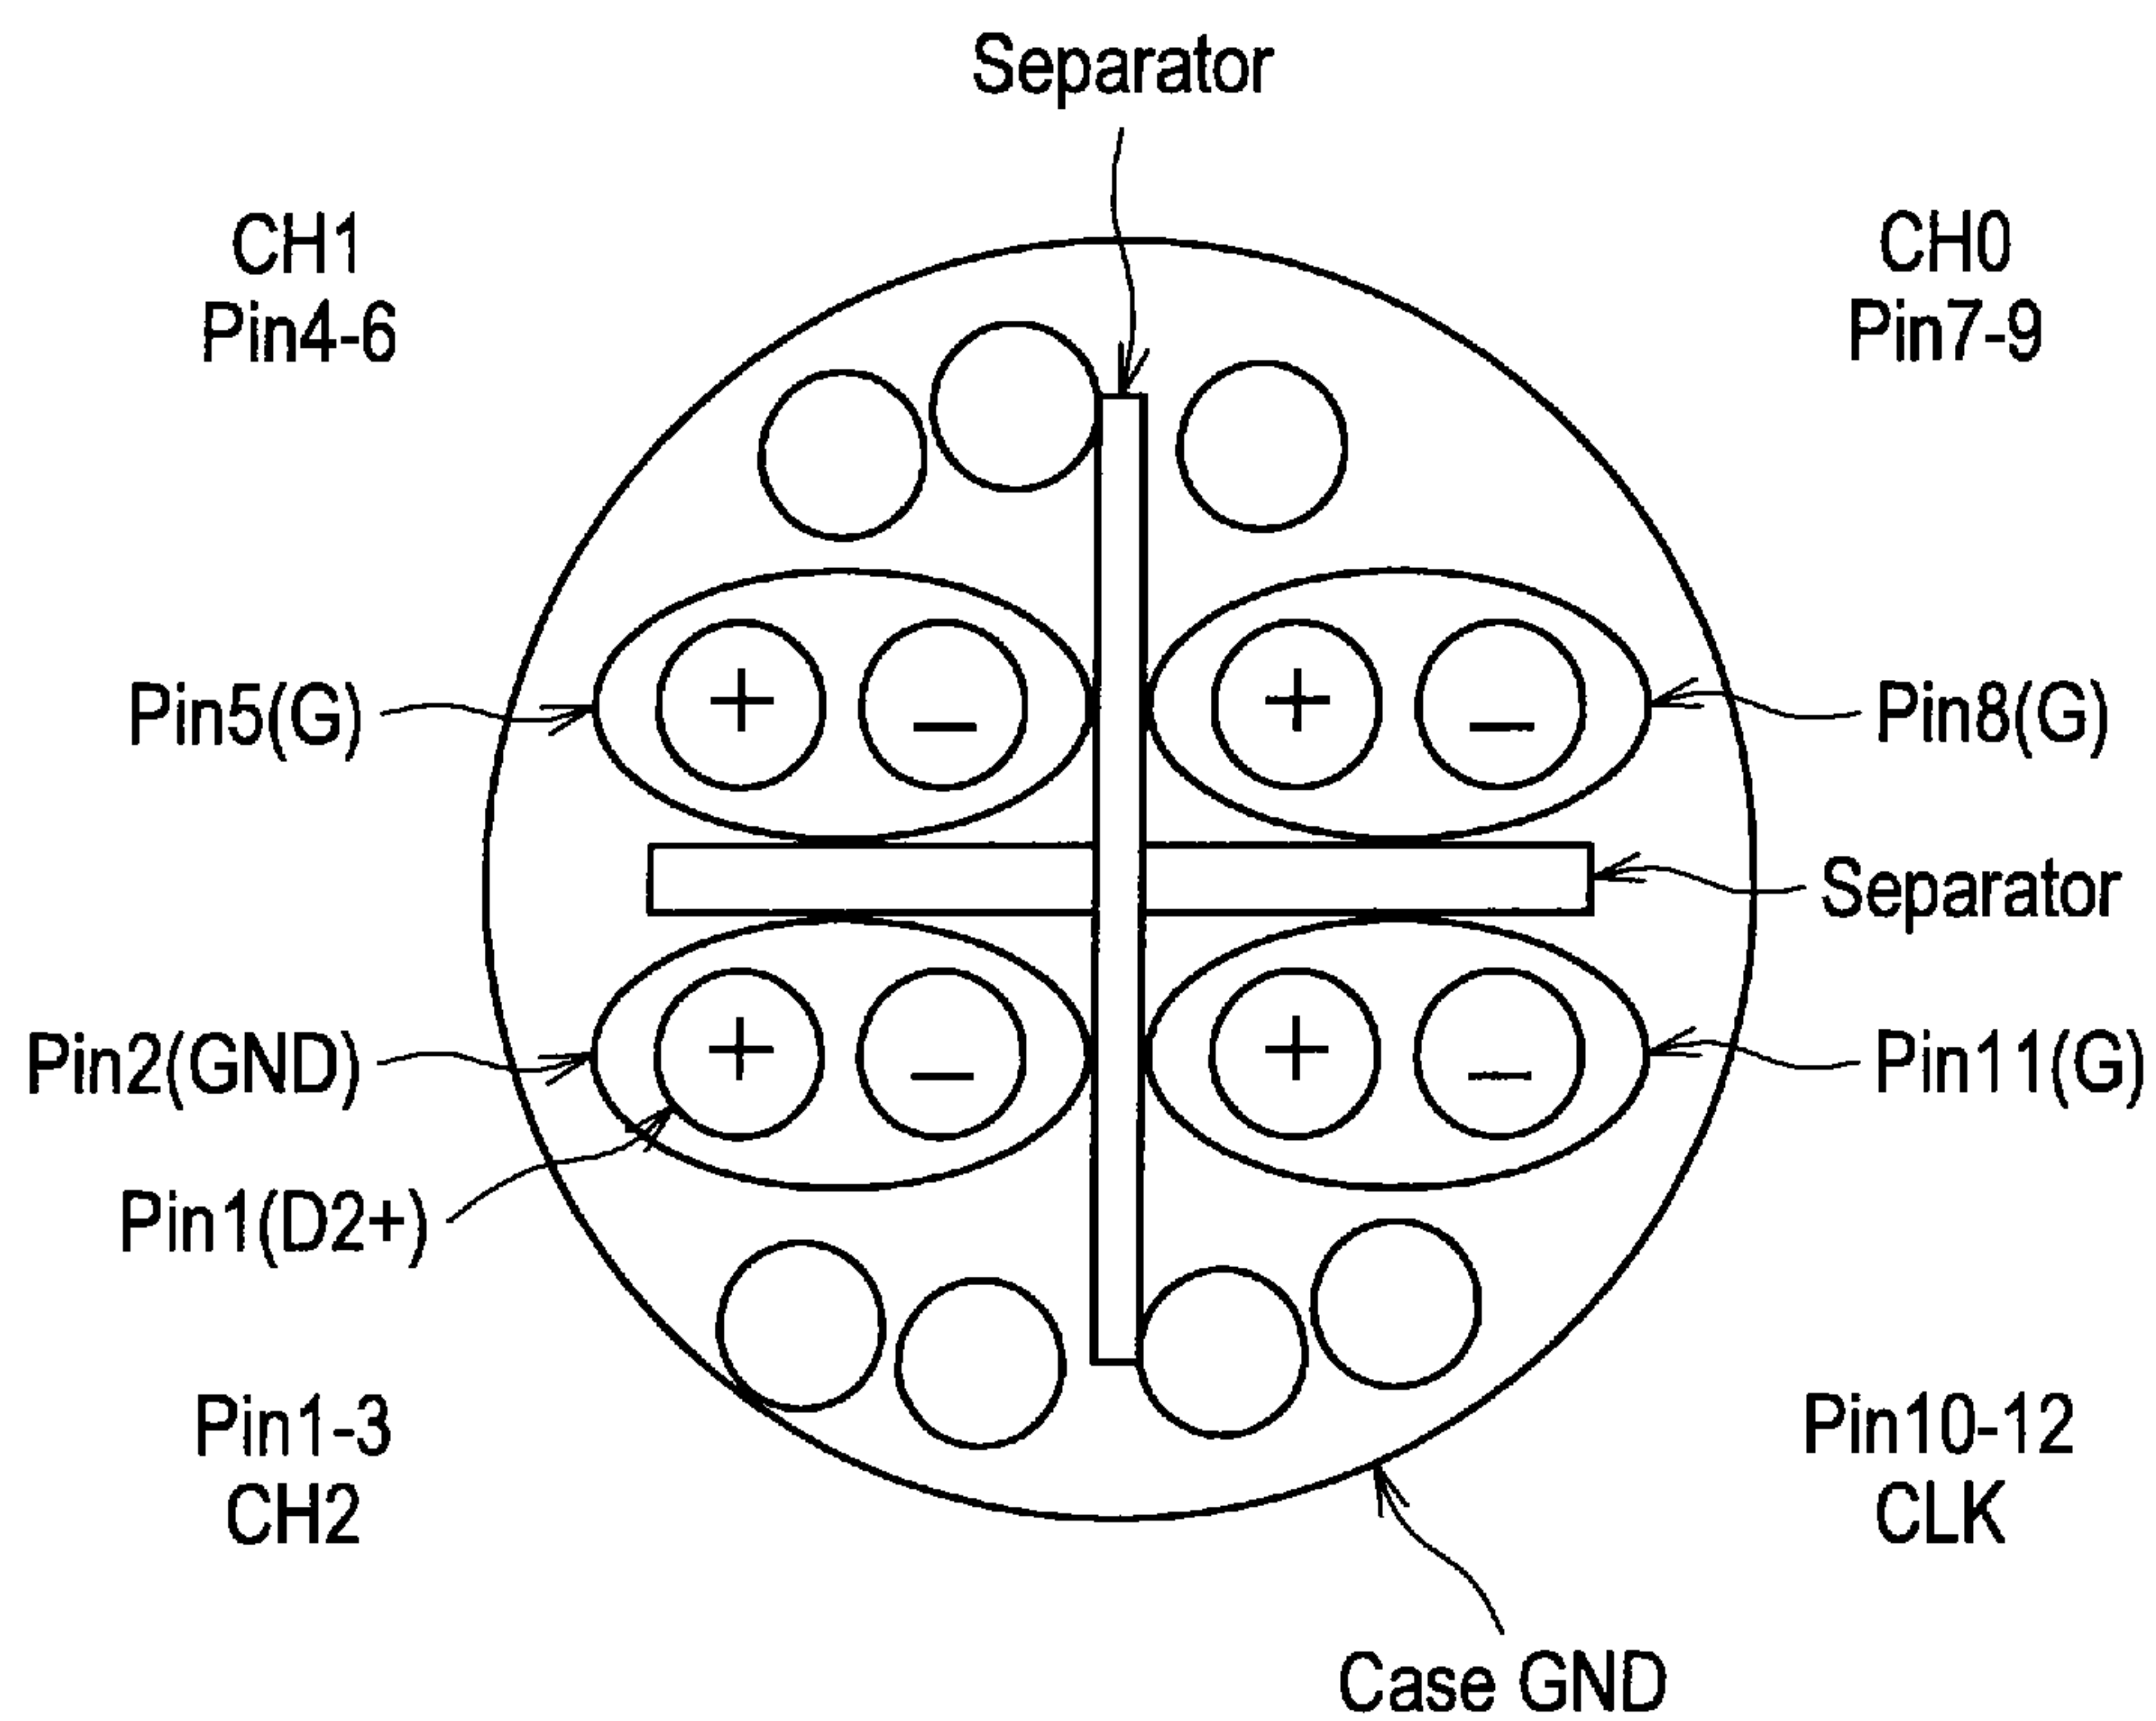 Separator
CH1
Pin4-6
CH0
Pin7-9
+
−
+
−
Pin5(G)
Pin8(G)
Separator
+
−
+
−
Pin2(GND)
Pin11(G)
Pin1(D2+)
Pin1-3
CH2
Pin10-12
CLK
Case GND